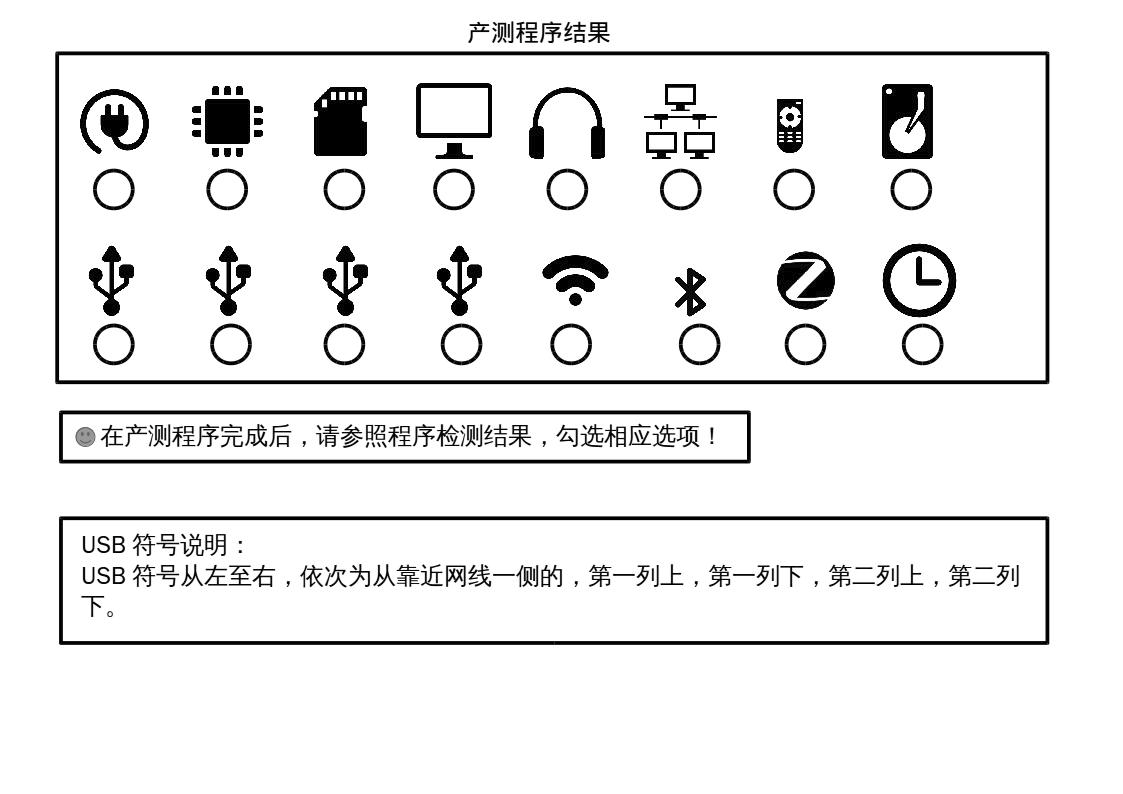 产测程序结果
在产测程序完成后，请参照程序检测结果，勾选相应选项！
USB 符号说明：
USB 符号从左至右，依次为从靠近网线一侧的，第一列上，第一列下，第二列上，第二列
下。